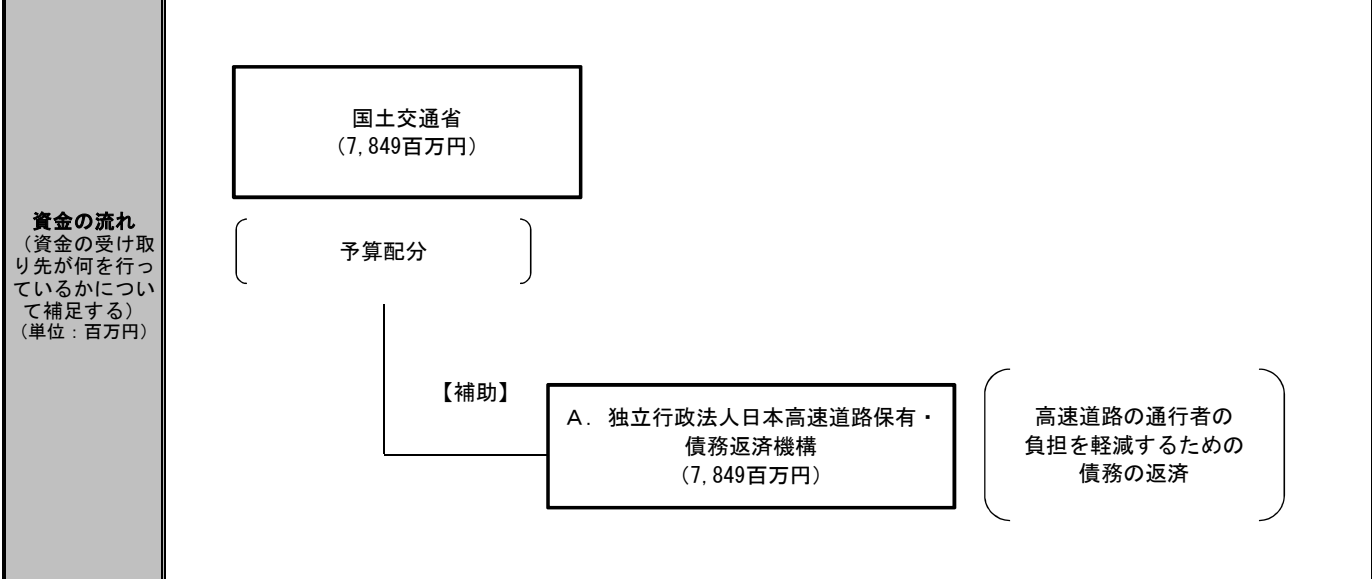 資金の流れ
（資金の受け取
り先が何を行っ
ているかについ
て補足する）
（単位：百万円）
国土交通省
（7,849百万円）
予算配分
【補助】
Ａ．独立行政法人日本高速道路保有・
債務返済機構
（7,849百万円）
高速道路の通行者の
負担を軽減するための
債務の返済